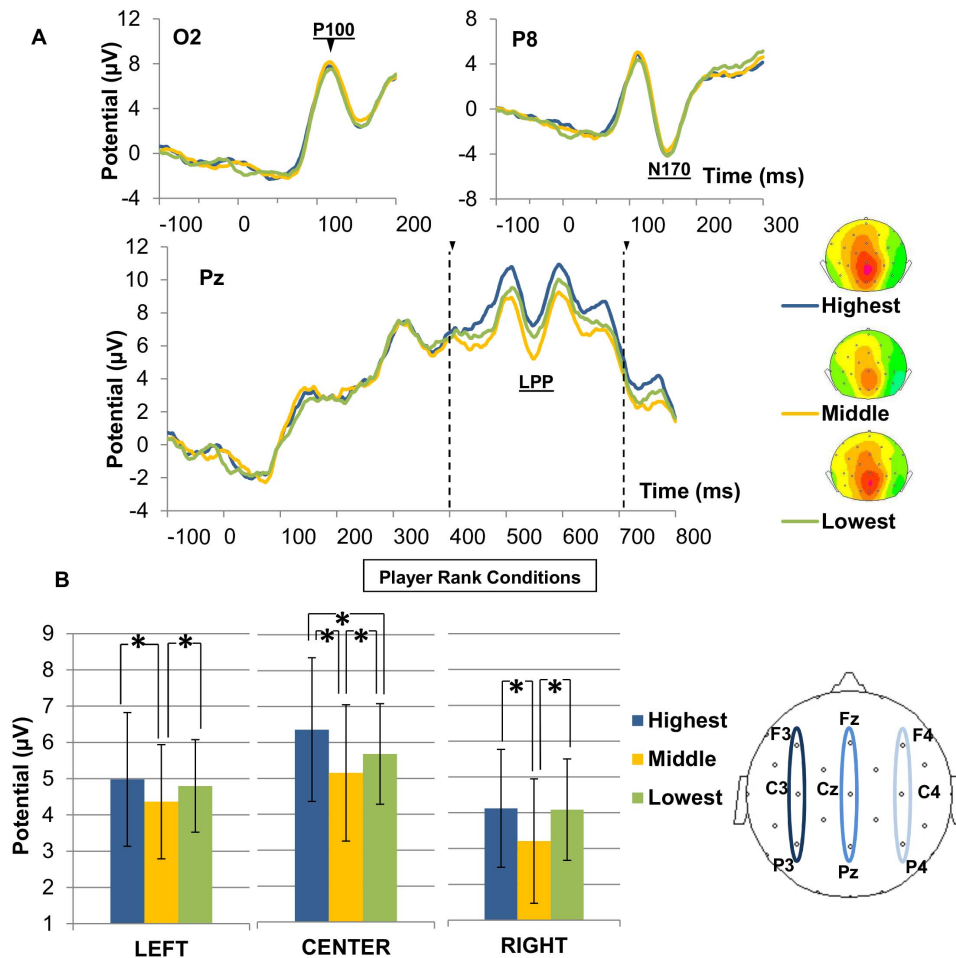 A
O2
P100
Potential (µV)
12
8
4
0
-4
-100 0 100 200
P8
8
4
0
-4
-8
N170
Time (ms)
-100 0 100 200 300
Pz
Potential (µV)
12
10
8
6
4
2
0
-2
-4
LPP
Time (ms)
-100 0 100 200 300 400 500 600 700 800
Highest
Middle
Lowest
Player Rank Conditions
B
Potential (µV)
9
8
7
6
5
4
3
2
1
* *
* * *
* *
LEFT CENTER RIGHT
Highest
Middle
Lowest
F3 Fz F4
C3 Cz C4
P3 Pz P4